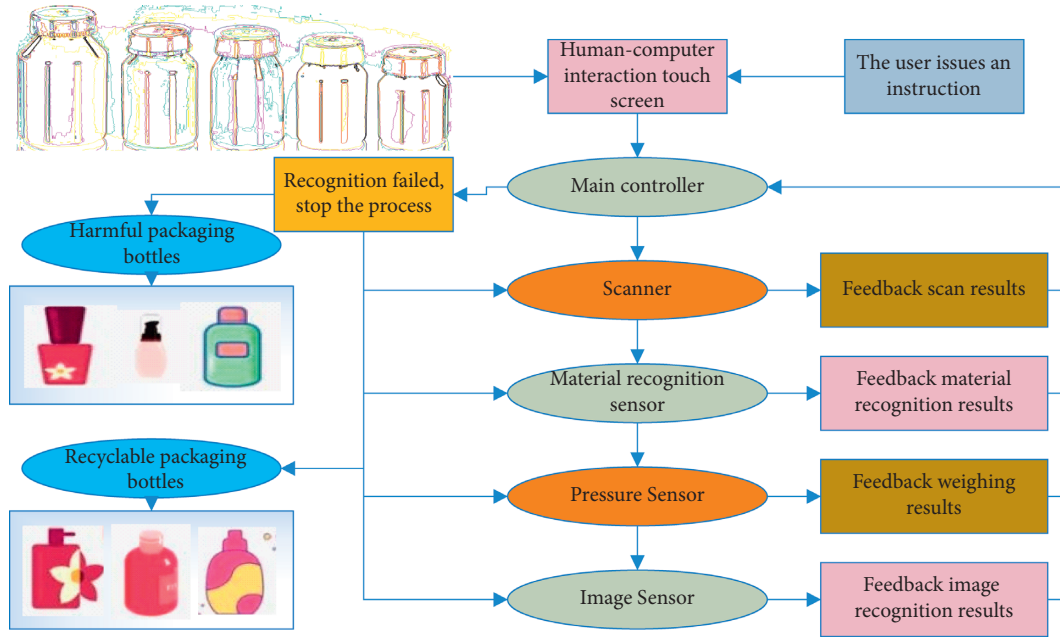 Human-computer
interaction touch
screen
The user issues an
instruction
Recognition failed,
stop the process
Main controller
Harmful packaging
bottles
Scanner
Feedback scan results
Material recognition
sensor
Feedback material
recognition results
Recyclable packaging
bottles
Pressure Sensor
Feedback weighing
results
Image Sensor
Feedback image
recognition results